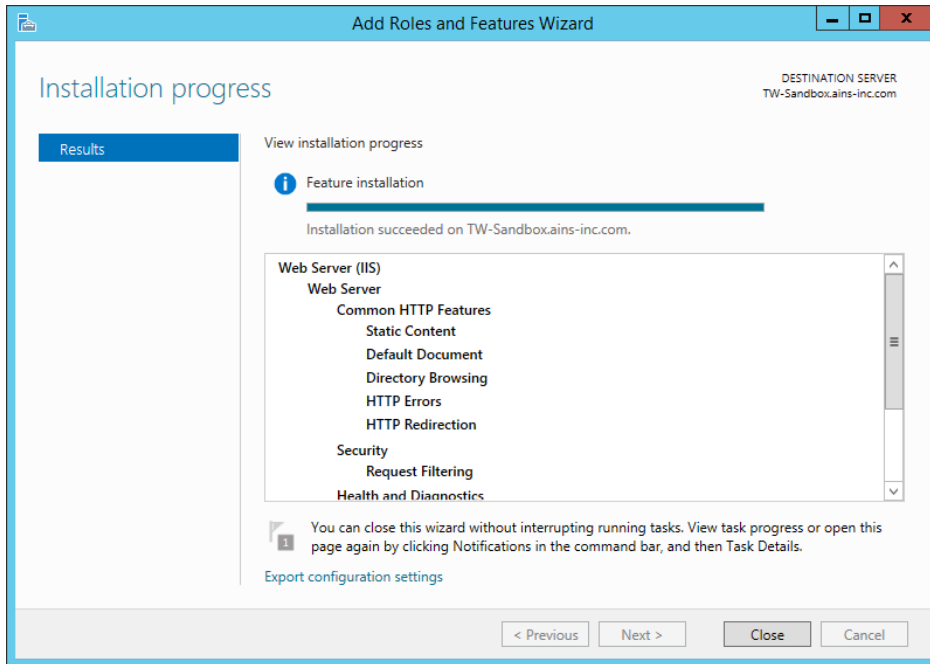 Add Roles and Features Wizard
Installation progress
DESTINATION SERVER
TW-Sandbox.ains-inc.com
Results
View installation progress
Feature installation
Installation succeeded on TW-Sandbox.ains-inc.com.
Web Server (IIS)
Web Server
Common HTTP Features
Static Content
Default Document
Directory Browsing
HTTP Errors
HTTP Redirection
Security
Request Filtering
Health and Diagnostics
1
You can close this wizard without interrupting running tasks. View task progress or open this
page again by clicking Notifications in the command bar, and then Task Details.
Export configuration settings
< Previous
Next >
Close
Cancel